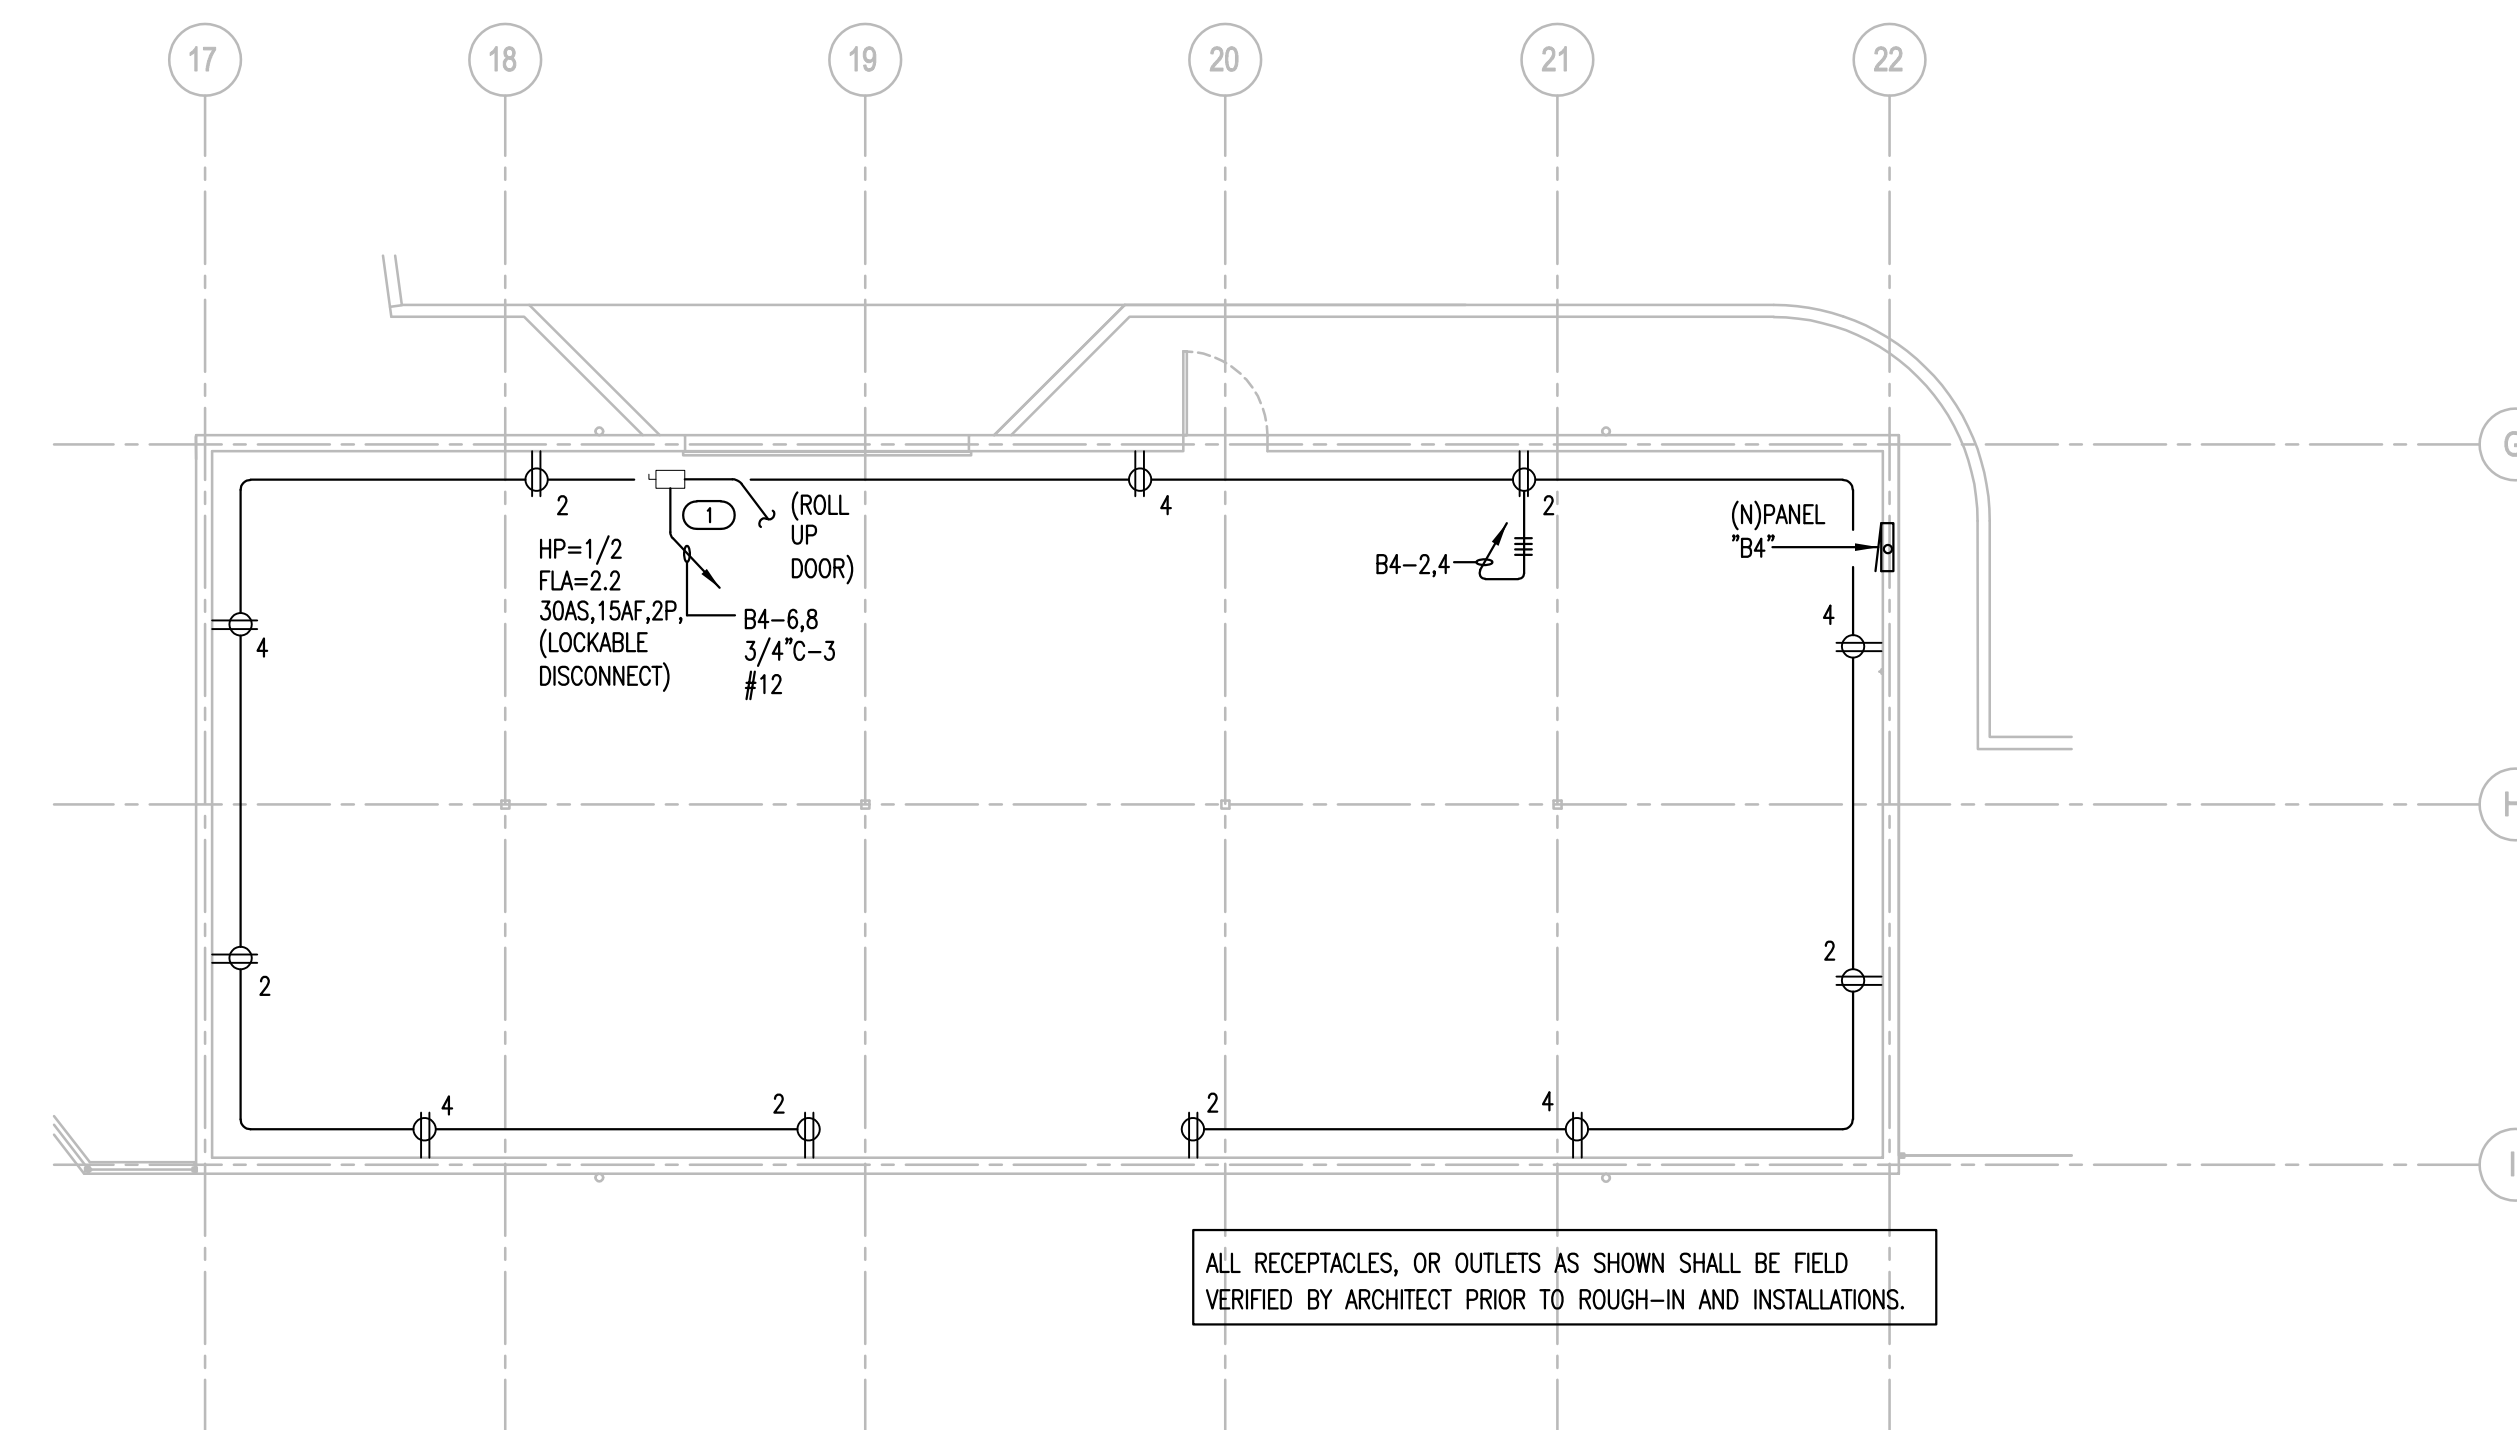 17
18
19
20
21
22
G
2
1
(ROLL
UP
DOOR)
4
2
(N)PANEL
"B4"
HP=1/2
FLA=2.2
30AS,15AF,2P,
(LOCKABLE
DISCONNECT)
B4-6,8
3/4"C-3
#12
B4-2,4
4
4
H
2
2
4
2
2
4
I
ALL RECEPTACLES, OR OUTLETS AS SHOWN SHALL BE FIELD
VERIFIED BY ARCHITECT PRIOR TO ROUGH-IN AND INSTALLATIONS.